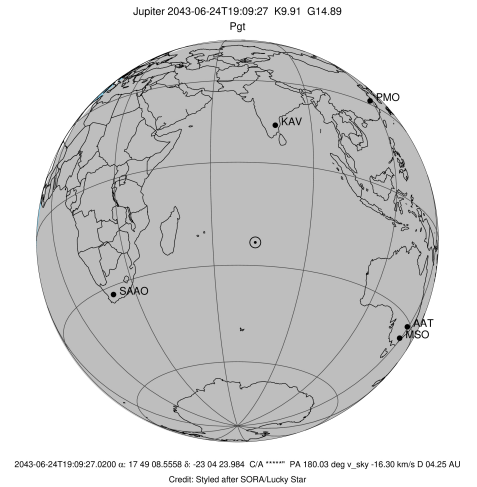 Jupiter 2043-06-24T19:09:27 K9.91 G14.89
Pgt
PMO
KAV
SAAO
AAT
MSO
2043-06-24T19:09:27.0200 α: 17 49 08.5558 δ: -23 04 23.984 C/A *****" PA 180.03 deg v_sky -16.30 km/s D 04.25 AU
Credit: Styled after SORA/Lucky Star